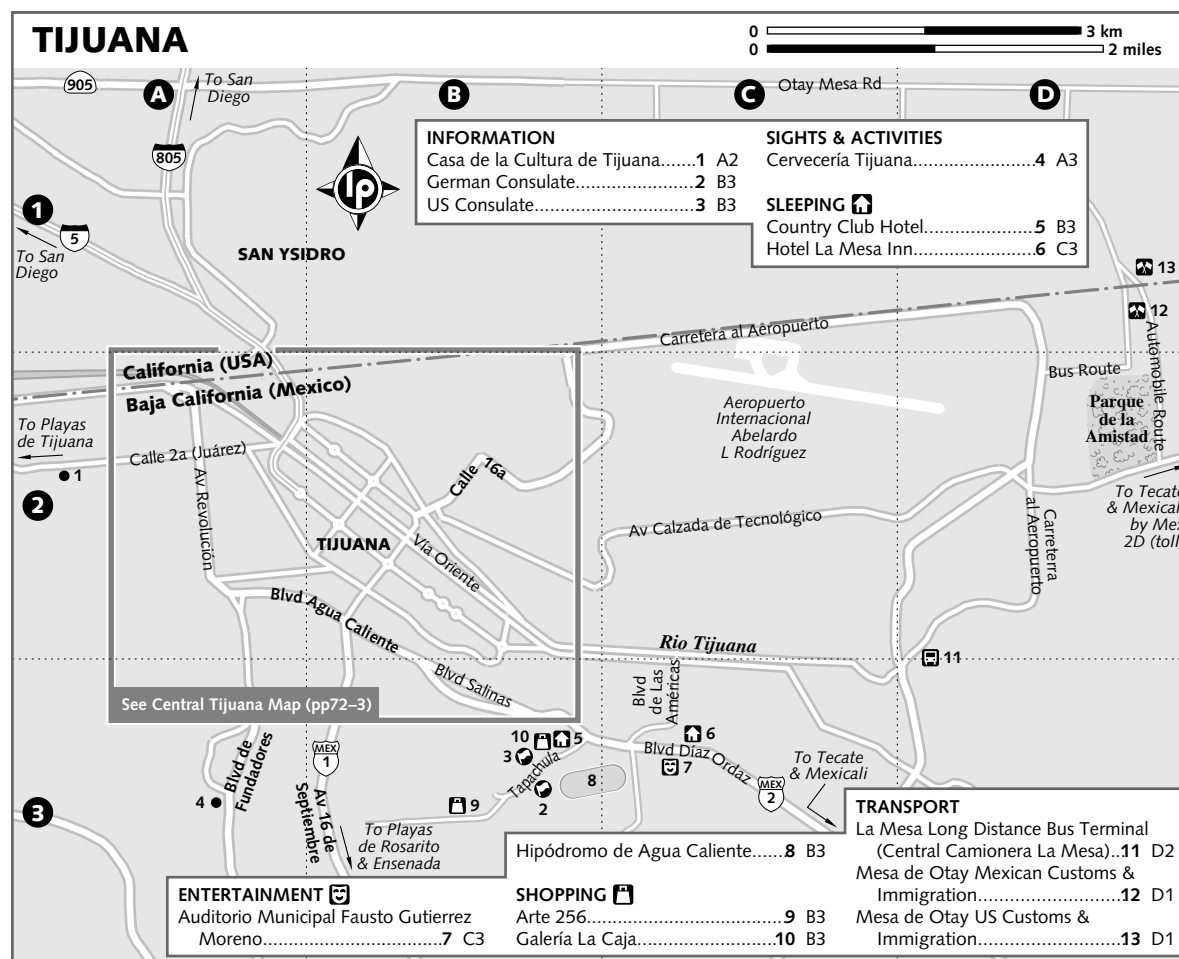 TIJUANA
0 3 km
0 2 miles
905
A
To San
Diego
B
C
Otay Mesa Rd
D
805
lp
INFORMATION
Casa de la Cultura de Tijuana.......1 A2
German Consulate.........................2 B3
US Consulate.................................3 B3
SIGHTS & ACTIVITIES
Cervecería Tijuana.........................4 A3
SLEEPING
Country Club Hotel........................5 B3
Hotel La Mesa Inn.........................6 C3
1
5
To San
Diego
SAN YSIDRO
13
12
Carretera al Aeropuerto
Automobile Route
Bus Route
California (USA)
Baja California (Mexico)
Aeropuerto
Internacional
Abelardo
L Rodríguez
Parque
de la
Amistad
To Playas
de Tijuana
Calle 2a (Juárez)
1
Av Revolución
Calle 16a
2
To Tecate
& Mexical
by Mex
2D (toll
Av Calzada de Tecnológico
Carreterra
al Aeropuerto
TIJUANA
Vía Oriente
Blvd Agua Caliente
Rio Tijuana
11
Blvd Salinas
Blvd
de Las
Américas
See Central Tijuana Map (pp72–3)
10
5
6
3
Blvd Díaz Ordaz
7
Tapachula
8
2
9
MEX
1
MEX
2
To Tecate
& Mexicali
Blvd de
Fundadores
4
Av 16 de
Septiembre
3
To Playas
de Rosarito
& Ensenada
ENTERTAINMENT
Auditorio Municipal Fausto Gutierrez
Moreno..................................7 C3
Hipódromo de Agua Caliente.......8 B3
SHOPPING
Arte 256........................................9 B3
Galería La Caja............................10 B3
TRANSPORT
La Mesa Long Distance Bus Terminal
(Central Camionera La Mesa)..11 D2
Mesa de Otay Mexican Customs &
Immigration............................12 D1
Mesa de Otay US Customs &
Immigration............................13 D1